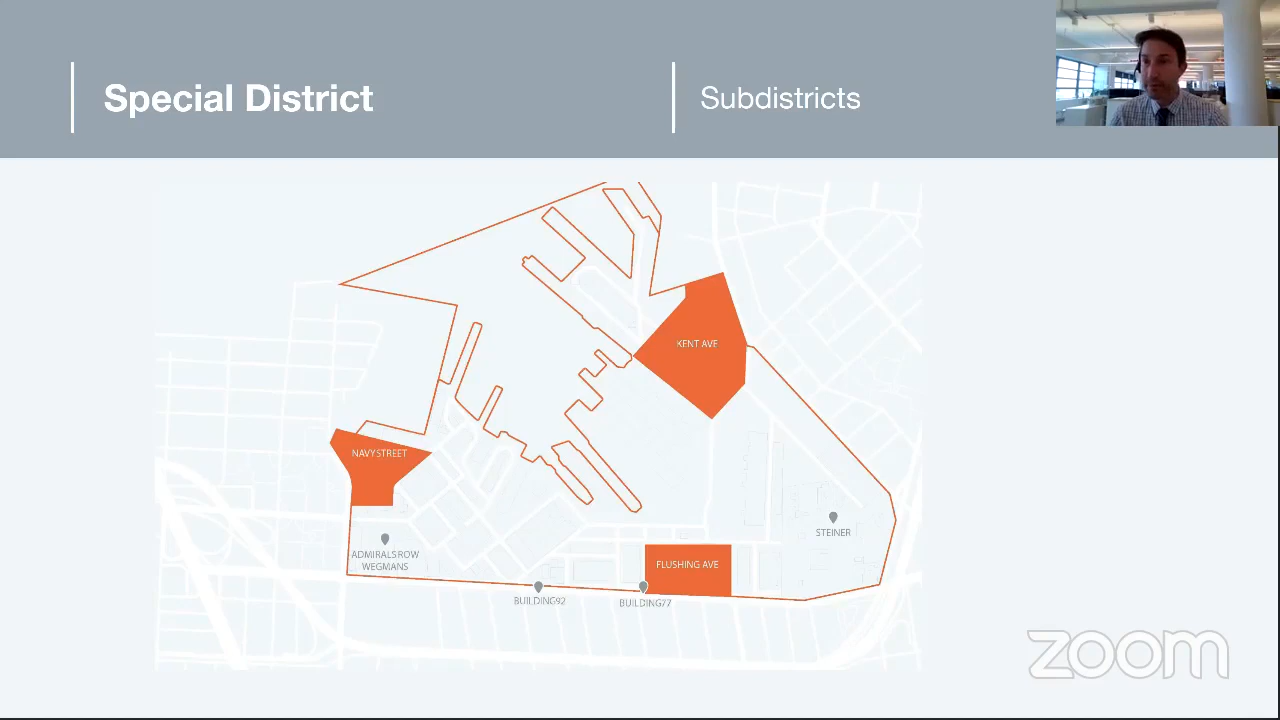 Special District
Subdistricts
KENT AVE
NAVY STREET
STEINER
ADMIRALS ROW
WEGMANS
FLUSHING AVE
BUILDING 92
BUILDING 77
zoom